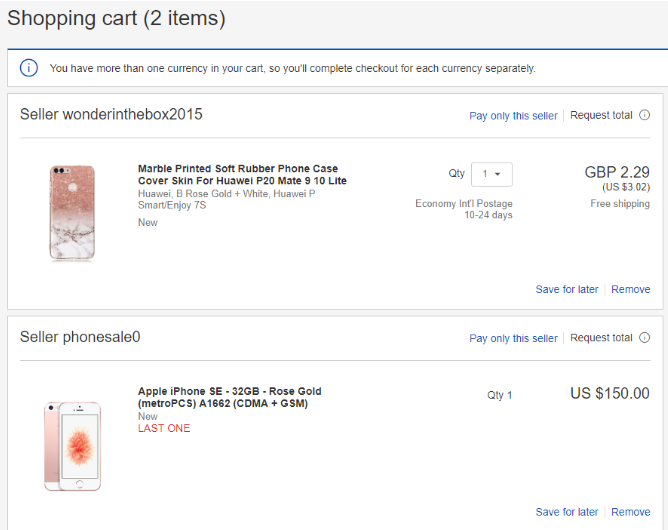 Shopping cart (2 items)
You have more than one currency in your cart, so you'll complete checkout for each currency separately.
Seller wonderinthebox2015
Pay only this seller
Request total
Marble Printed Soft Rubber Phone Case
Cover Skin For Huawei P20 Mate 9 10 Lite
Huawei, B Rose Gold + White, Huawei P
Smart/Enjoy 7S
New
Qty 1
Economy Int'l Postage
10-24 days
GBP 2.29
(US $3.02)
Free shipping
Save for later
Remove
Seller phonesale0
Pay only this seller
Request total
Apple iPhone SE - 32GB - Rose Gold
(metroPCS) A1662 (CDMA + GSM)
New
LAST ONE
Qty 1
US $150.00
Save for later
Remove